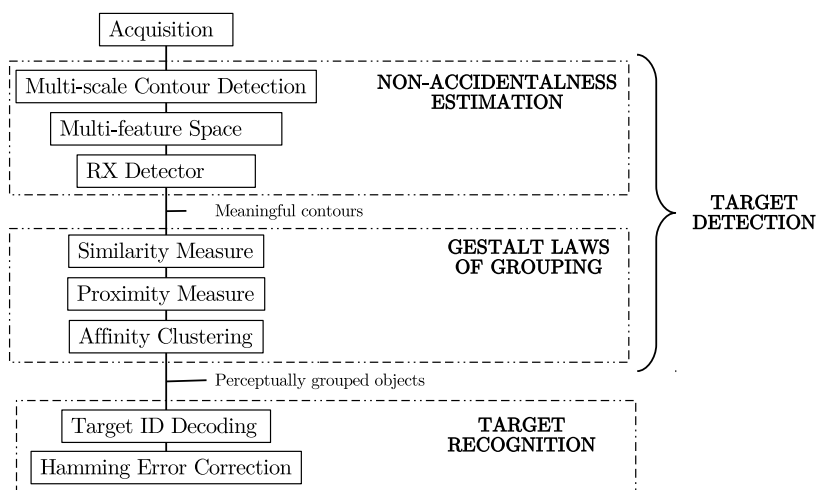 Acquisition
Multi-scale Contour Detection
NON-ACCIDENTALNESS
ESTIMATION
Multi-feature Space
RX Detector
Meaningful contours
TARGET
DETECTION
Similarity Measure
GESTALT LAWS
OF GROUPING
Proximity Measure
Affinity Clustering
Perceptually grouped objects
Target ID Decoding
TARGET
RECOGNITION
Hamming Error Correction